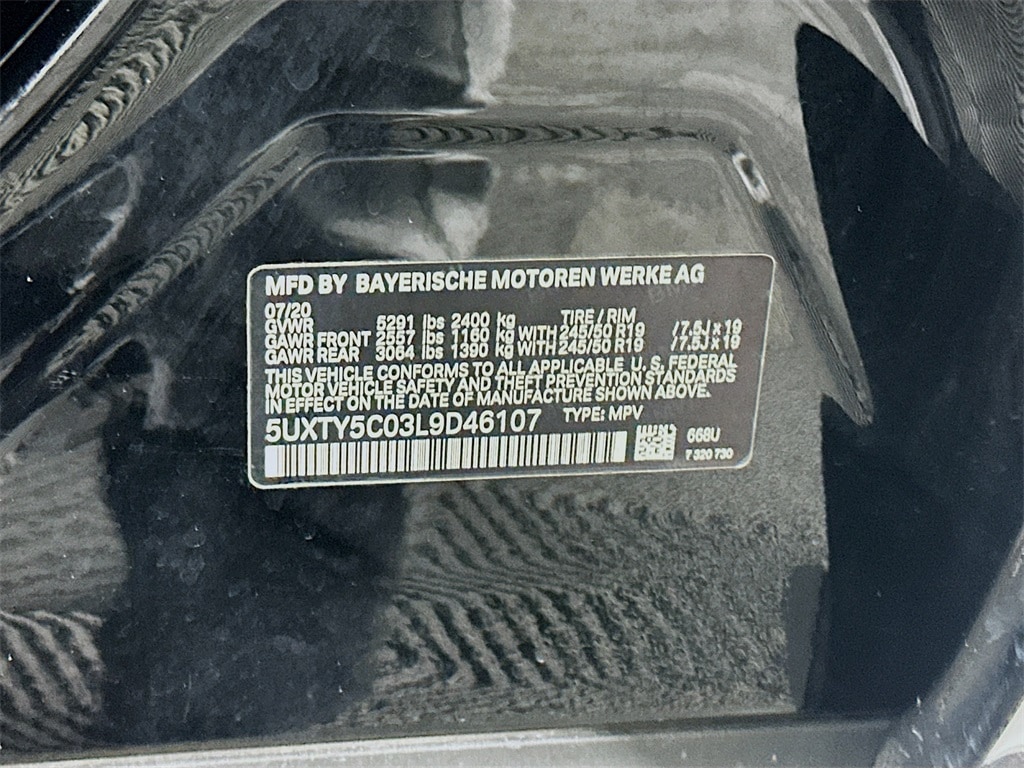 MFD BY BAYERISCHE MOTOREN WERKE AG
07/20 TIRE / RIM
GVWR 5291 lbs 2400 kg
GAWR FRONT 2557 lbs 1160 kg WITH 245/50 R19 / 7.5J x 19
GAWR REAR 3064 lbs 1390 kg WITH 245/50 R19 / 7.5J x 19
THIS VEHICLE CONFORMS TO ALL APPLICABLE U. S. FEDERAL
MOTOR VEHICLE SAFETY AND THEFT PREVENTION STANDARDS
IN EFFECT ON THE DATE OF MANUFACTURE SHOWN ABOVE.
5UXTY5C03L9D46107 TYPE: MPV
668U
7 320 730